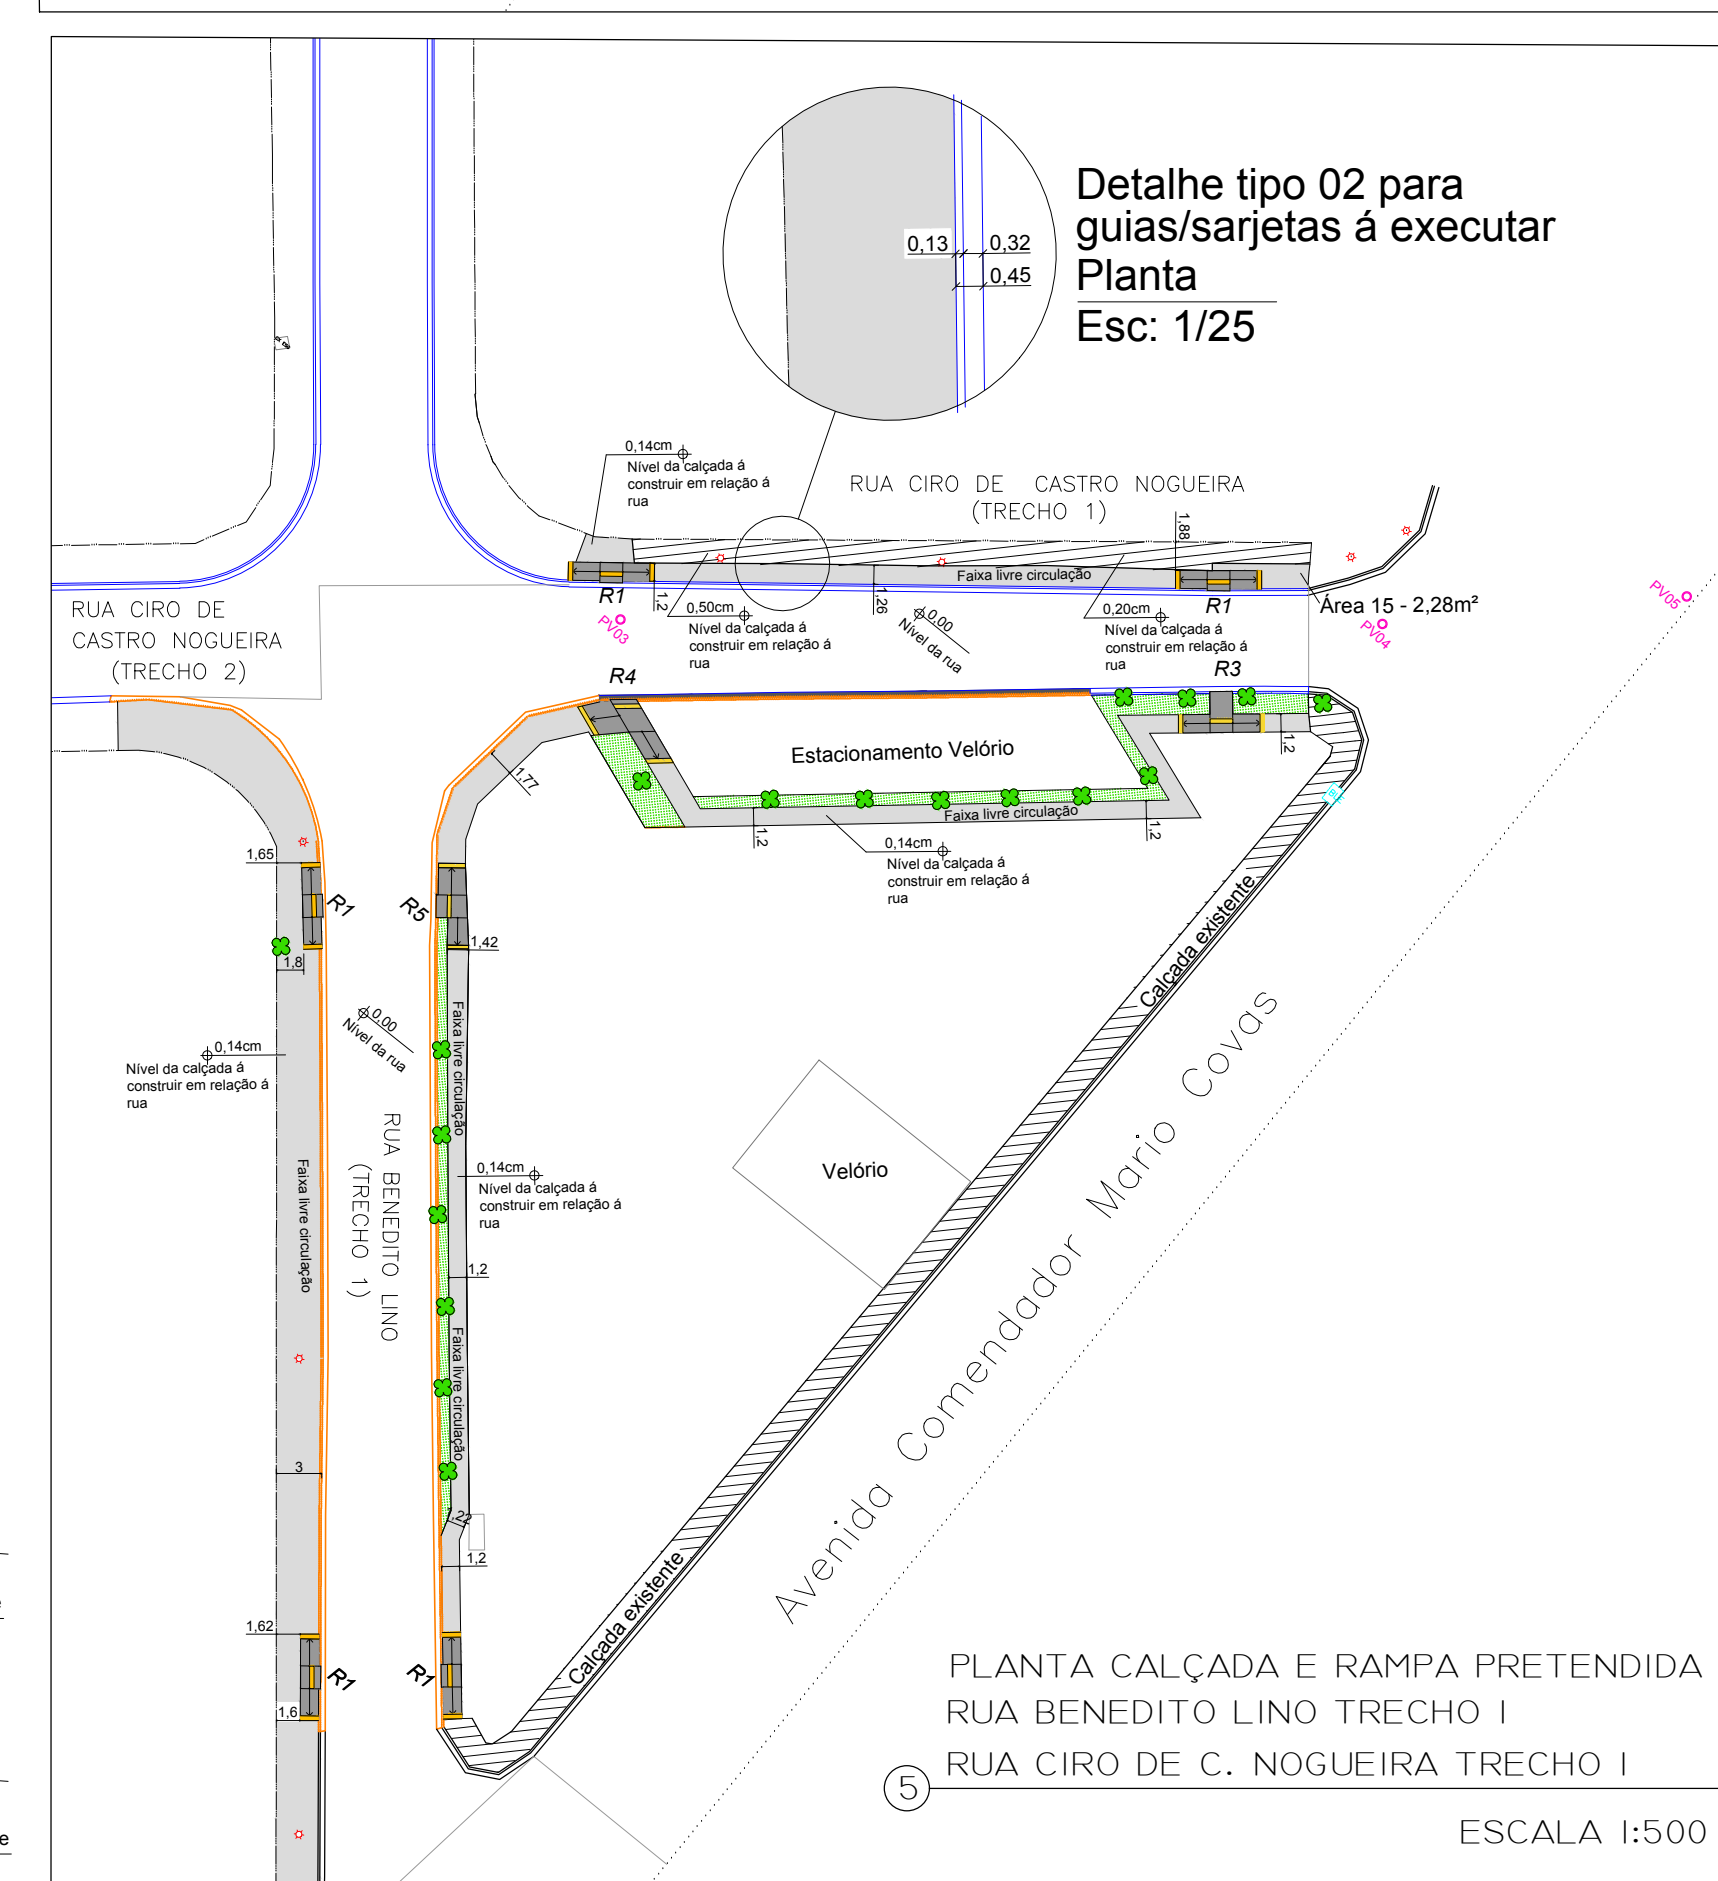 Detalhe tipo 02 para
guias/sarjetas á executar
Planta
Esc: 1/25
0,13
0,32
0,45
0,14cm
Nível da calçada á
construir em relação á
rua
RUA CIRO DE CASTRO NOGUEIRA
(TRECHO 1)
1,88
Faixa livre circulação
R1
1,2
PV03
0,50cm
Nível da calçada á
construir em relação á
rua
1,28
0,00
Nível da rua
0,20cm
Nível da calçada á
construir em relação á
rua
R1
Área 15 - 2,28m²
PV04
PV05
RUA CIRO DE
CASTRO NOGUEIRA
(TRECHO 2)
R4
R3
Estacionamento Velório
1,2
1,77
Faixa livre circulação
1,2
1,2
0,14cm
Nível da calçada á
construir em relação á
rua
1,65
R1
R5
1,42
1,8
0,00
Nível da rua
0,14cm
Nível da calçada á
construir em relação á
rua
Faixa livre circulação
Calçada existente
Faixa livre circulação
RUA BENEDITO LINO
(TRECHO 1)
0,14cm
Nível da calçada á
construir em relação á
rua
Velório
1,2
Faixa livre circulação
Avenida Comendador Mario Covas
3
,22
1,2
Calçada existente
1,62
R1
R1
1,6
PLANTA CALÇADA E RAMPA PRETENDIDA
RUA BENEDITO LINO TRECHO I
RUA CIRO DE C. NOGUEIRA TRECHO I
5
ESCALA 1:500
e